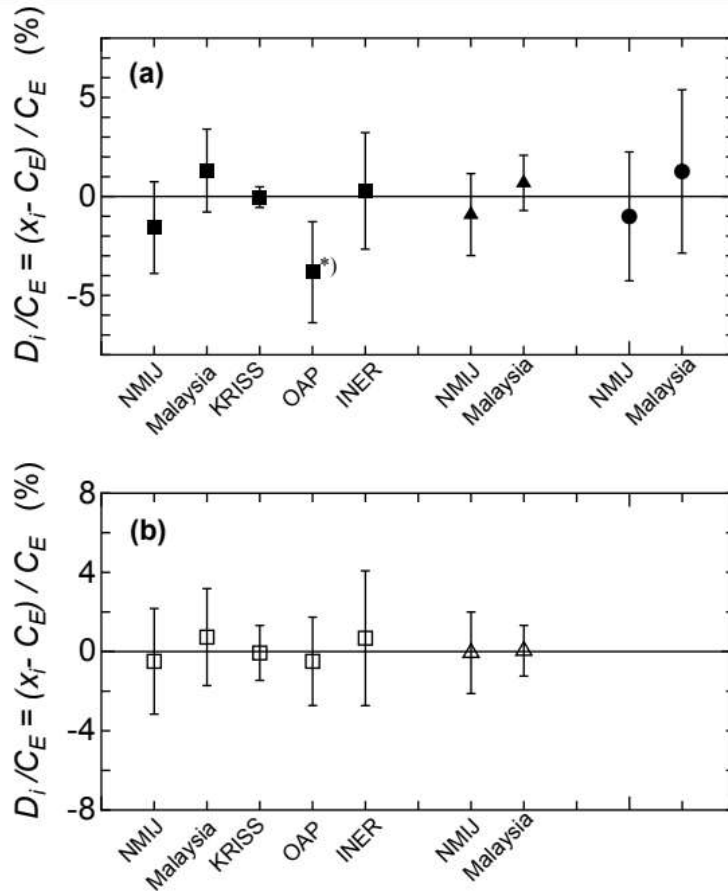 D_i /C_E = (x_i- C_E) / C_E (%)
(a)
5
0
-5
*)
NMIJ Malaysia KRISS OAP INER NMIJ Malaysia NMIJ Malaysia
D_i /C_E = (x_i- C_E) / C_E (%)
(b)
8
4
0
-4
-8
NMIJ Malaysia KRISS OAP INER NMIJ Malaysia